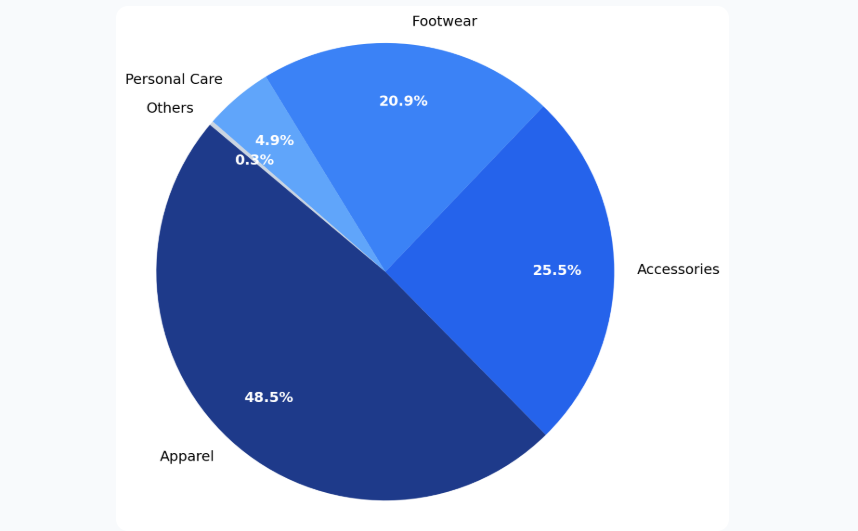 Footwear
20.9%
Personal Care
Others
4.9%
0.3%
25.5%
Accessories
48.5%
Apparel